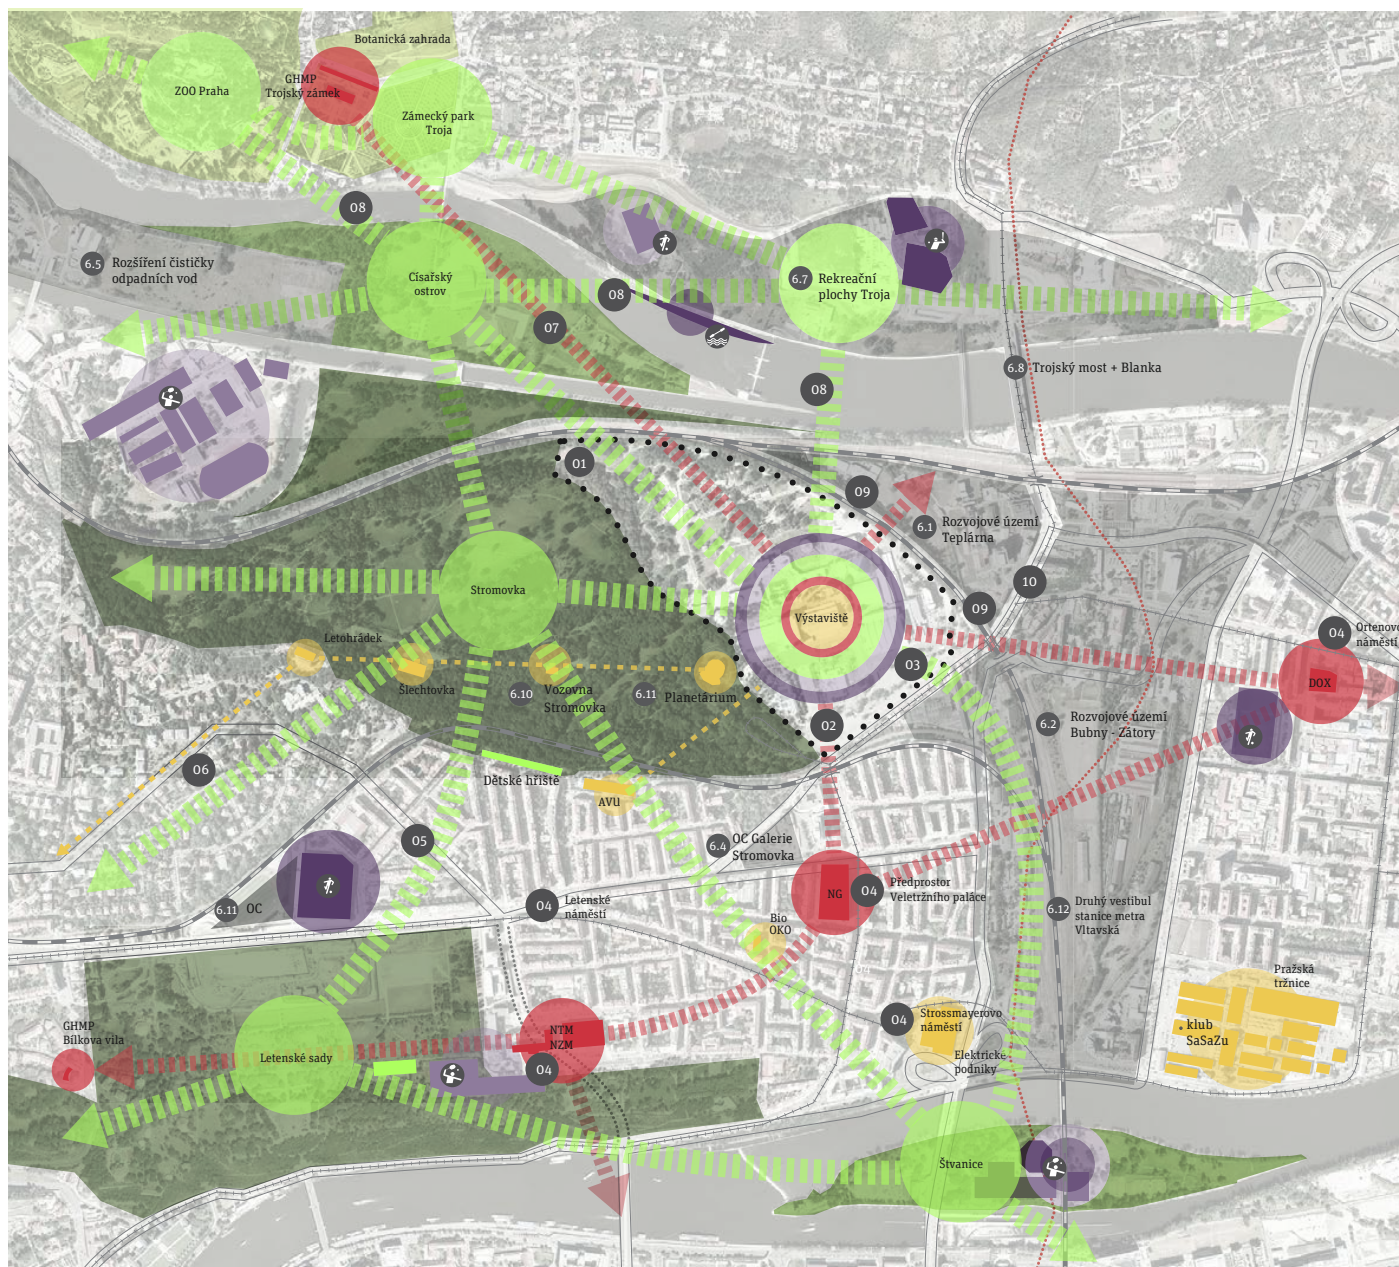 Botanická zahrada
ZOO Praha
GHMP
Trojský zámek
Zámecký park
Troja
08
6.5
Rozšíření čističky
odpadních vod
Císařský
ostrov
08
07
6.7
Rekreační
plochy Troja
08
6.8
Trojský most + Blanka
01
09
6.1
Rozvojové území
Teplárna
10
09
Stromovka
Výstaviště
04
Ortenovo
náměstí
Letohrádek
Šlechtovka
6.10
Vozovna
Stromovka
6.11
Planetárium
03
DOX
02
6.2
Rozvojové území
Bubny - Zátory
06
Dětské hřiště
AVU
05
6.4
OC Galerie
Stromovka
6.11
OC
04
Letenské
náměstí
NG
04
Předprostor
Veletržního paláce
6.12
Druhý vestibul
stanice metra
Vltavská
Bio
OKO
Pražská
tržnice
04
Strossmayerovo
náměstí
klub
SaSaZu
GHMP
Bílkova vila
Letenské sady
NTM
NZM
04
Elektrické
podniky
Štvanice